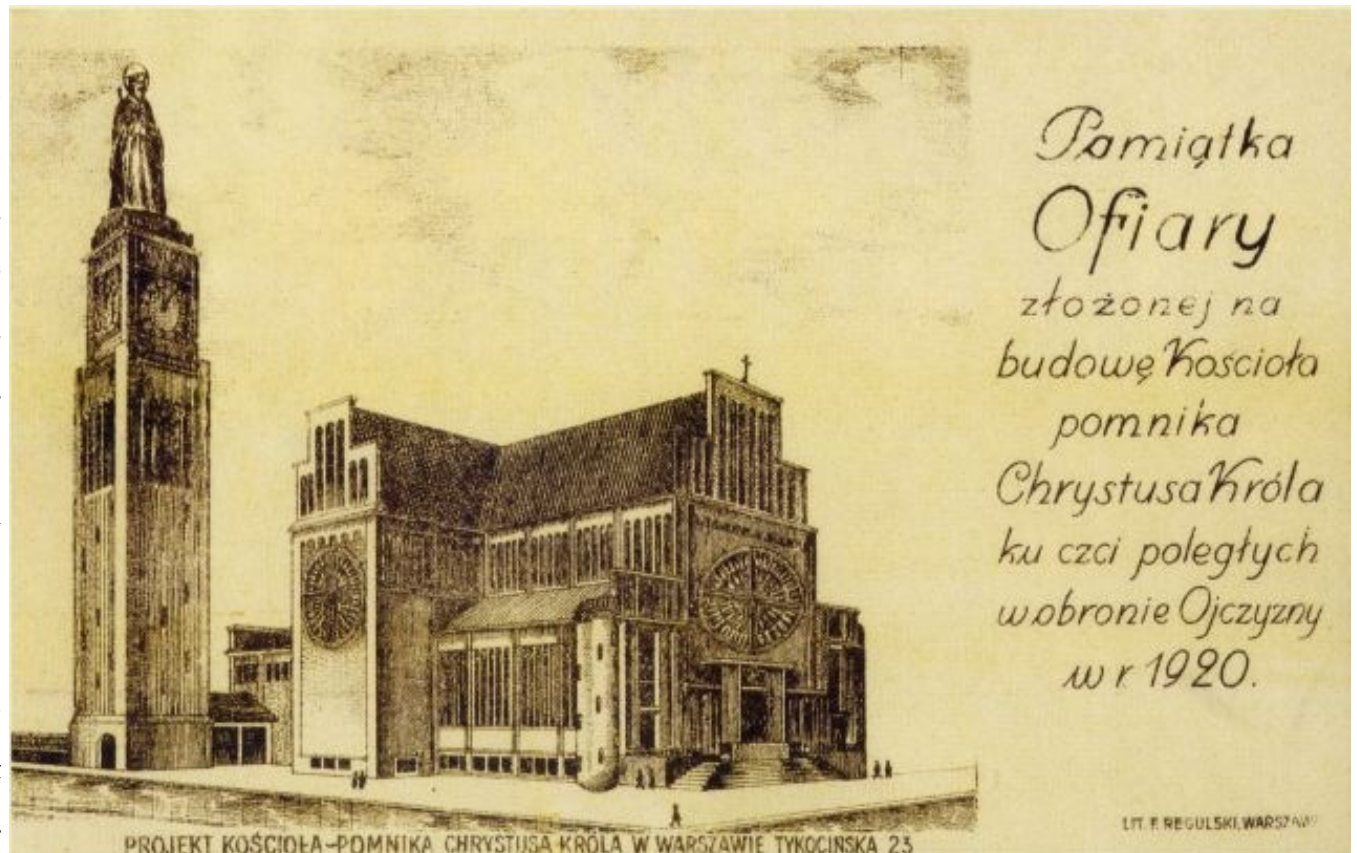 Pamiątka
Ofiary
złożonej na
budowę Kościoła
pomnika
Chrystusa Króla
ku czci poległych
w obronie Ojczyzny
w r 1920.
LIT. F. REGULSKI, WARSZAWA
PROJEKT KOŚCIOŁA-POMNIKA CHRYSTUSA KRÓLA W WARSZAWIE TYKOCIŃSKA 23